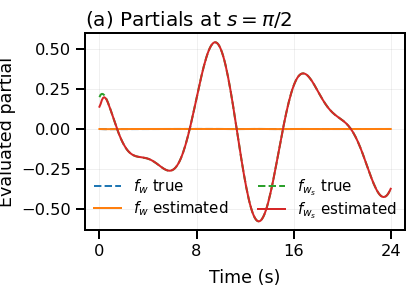 (a) Partials at s = π/2
Evaluated partial
0.50
0.25
0.00
−0.25
−0.50
f_w true
f_w estimated
f_{w_s} true
f_{w_s} estimated
0 8 16 24
Time (s)